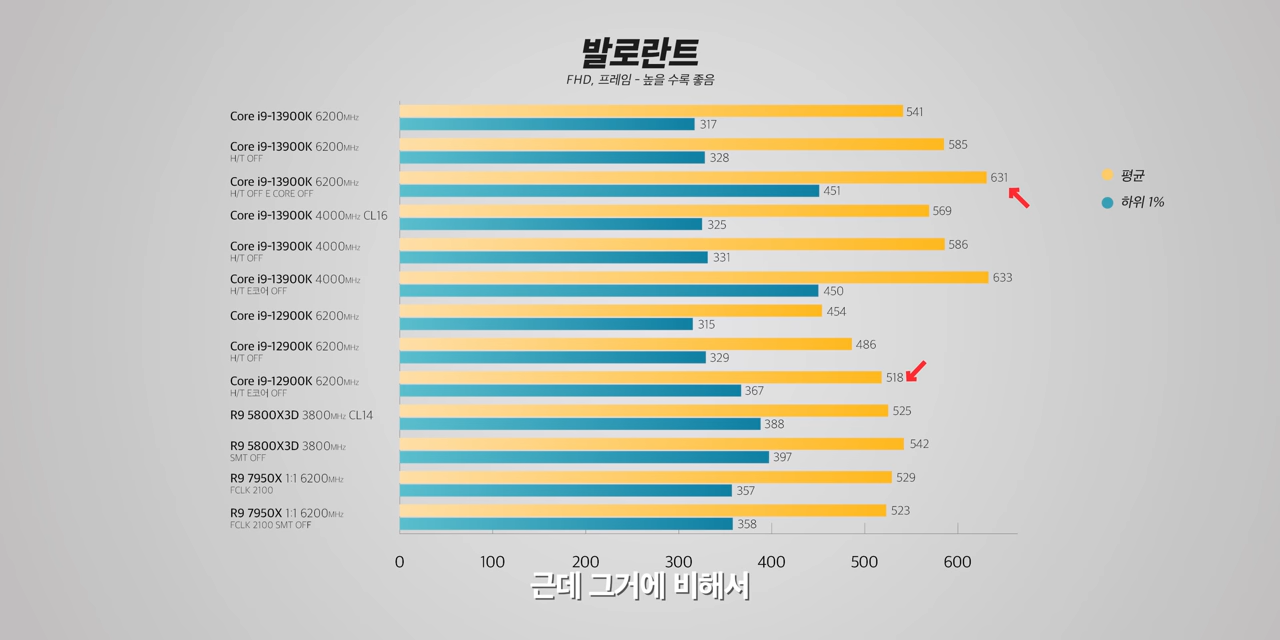 발로란트
FHD, 프레임 - 높을 수록 좋음
Core i9-13900K 6200MHz
541
317
Core i9-13900K 6200MHz
H/T OFF
585
328
Core i9-13900K 6200MHz
H/T OFF E CORE OFF
631
451
Core i9-13900K 4000MHz CL16
569
325
Core i9-13900K 4000MHz
H/T OFF
586
331
Core i9-13900K 4000MHz
H/T E코어 OFF
633
450
Core i9-12900K 6200MHz
454
315
Core i9-12900K 6200MHz
H/T OFF
486
329
Core i9-12900K 6200MHz
H/T E코어 OFF
518
367
R9 5800X3D 3800MHz CL14
525
388
R9 5800X3D 3800MHz
SMT OFF
542
397
R9 7950X 1:1 6200MHz
FCLK 2100
529
357
R9 7950X 1:1 6200MHz
FCLK 2100 SMT OFF
523
358
평균
하위 1%
0 100 200 300 400 500 600
근데 그거에 비해서